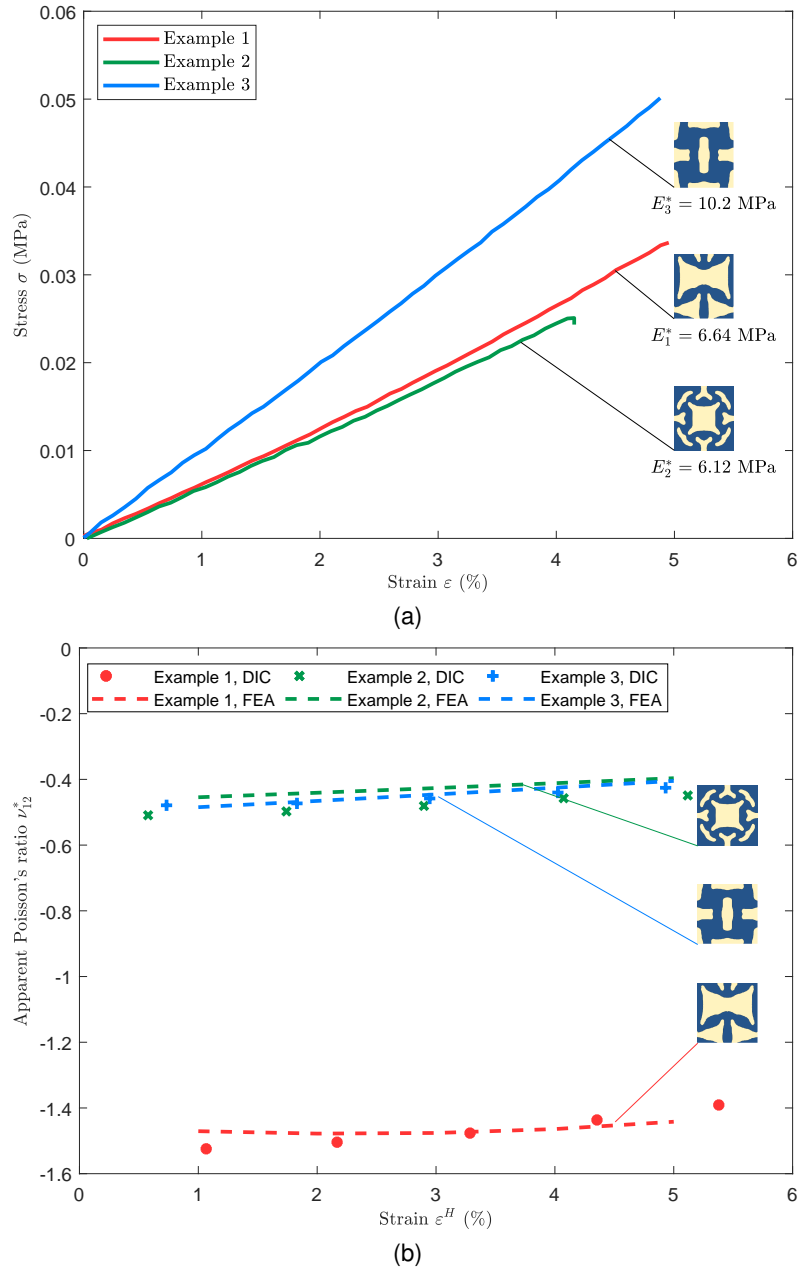 0.06
Example 1
Example 2
Example 3
0.05
0.04
0.03
0.02
0.01
0
Stress σ (MPa)
E₃* = 10.2 MPa
E₁* = 6.64 MPa
E₂* = 6.12 MPa
0 1 2 3 4 5 6
Strain ε (%)
(a)
0
Example 1, DIC Example 2, DIC Example 3, DIC
Example 1, FEA Example 2, FEA Example 3, FEA
-0.2
-0.4
-0.6
-0.8
-1
-1.2
-1.4
-1.6
Apparent Poisson's ratio ν₁₂*
0 1 2 3 4 5 6
Strain ε^H (%)
(b)